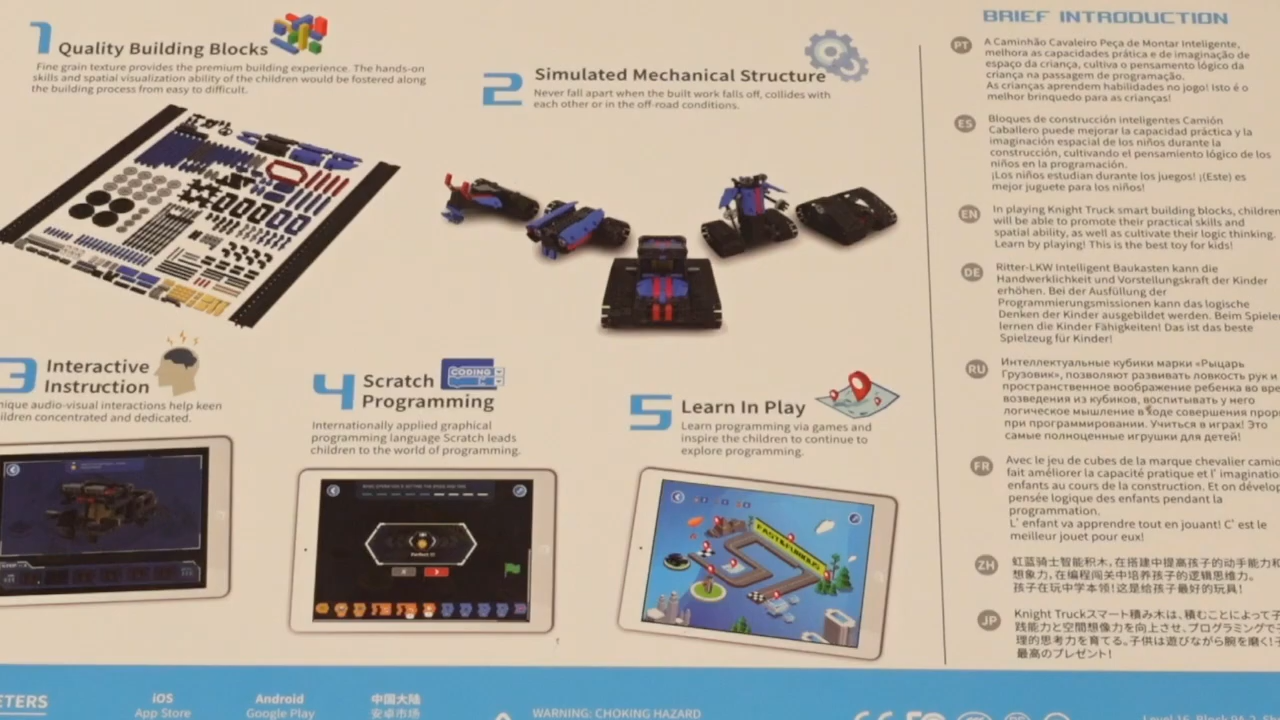 1 Quality Building Blocks
Fine grain texture provides the premium building experience. The hands-on
skills and spatial visualization ability of the children would be fostered along
the building process from easy to difficult.
2 Simulated Mechanical Structure
Never fall apart when the built work falls off, collides with
each other or in the off-road conditions.
3 Interactive
Instruction
nique audio-visual interactions help keen
ildren concentrated and dedicated.
4 Scratch
Programming
CODING
Internationally applied graphical
programming language Scratch leads
children to the world of programming.
Perfect !!!
5 Learn In Play
Learn programming via games and
inspire the children to continue to
explore programming.
FAST&FURIOUS
BRIEF INTRODUCTION
PT A Caminhão Cavaleiro Peça de Montar Inteligente,
melhora as capacidades prática e de imaginação de
espaço da criança, cultiva o pensamento lógico da
criança na passagem de programação.
As crianças aprendem habilidades no jogo! Isto é o
melhor brinquedo para as crianças!
ES Bloques de construcción inteligentes Camión
Caballero puede mejorar la capacidad práctica y la
imaginación espacial de los niños durante la
construcción, cultivando el pensamiento lógico de los
niños en la programación.
¡Los niños estudian durante los juegos! ¡(Este) es
mejor juguete para los niños!
EN In playing Knight Truck smart building blocks, children
will be able to promote their practical skills and
spatial ability, as well as cultivate their logic thinking.
Learn by playing! This is the best toy for kids!
DE Ritter-LKW Intelligent Baukasten kann die
Handwerklichkeit und Vorstellungskraft der Kinder
erhöhen. Bei der Ausfüllung der
Programmierungsmissionen kann das logische
Denken der Kinder ausgebildet werden. Beim Spiele
lernen die Kinder Fähigkeiten! Das ist das beste
Spielzeug für Kinder!
RU Интеллектуальные кубики марки «Рыцарь
Грузовик», позволяют развивать ловкость рук и
пространственное воображение ребенка во вре
возведения из кубиков, воспитывать у него
логическое мышление в ходе совершения прор
при программировании. Учиться в играх! Это
самые полноценные игрушки для детей!
FR Avec le jeu de cubes de la marque chevalier camio
fait améliorer la capacité pratique et l' imaginatio
enfants au cours de la construction. Et on dévelop
pensée logique des enfants pendant la
programmation.
L' enfant va apprendre tout en jouant! C' est le
meilleur jouet pour eux!
ZH 虹蓝骑士智能积木,在搭建中提高孩子的动手能力和
想象力,在编程闯关中培养孩子的逻辑思维力。
孩子在玩中学本领!这是给孩子最好的玩具!
JP Knight Truckスマート積み木は、積むことによって子
践能力と空間想像力を向上させ、プログラミングで子
理的思考力を育てる。子供は遊びながら腕を磨く!子
最高のプレゼント!
ETERS
iOS
App Store
Android
Google Play
中国大陆
安卓市场
WARNING: CHOKING HAZARD